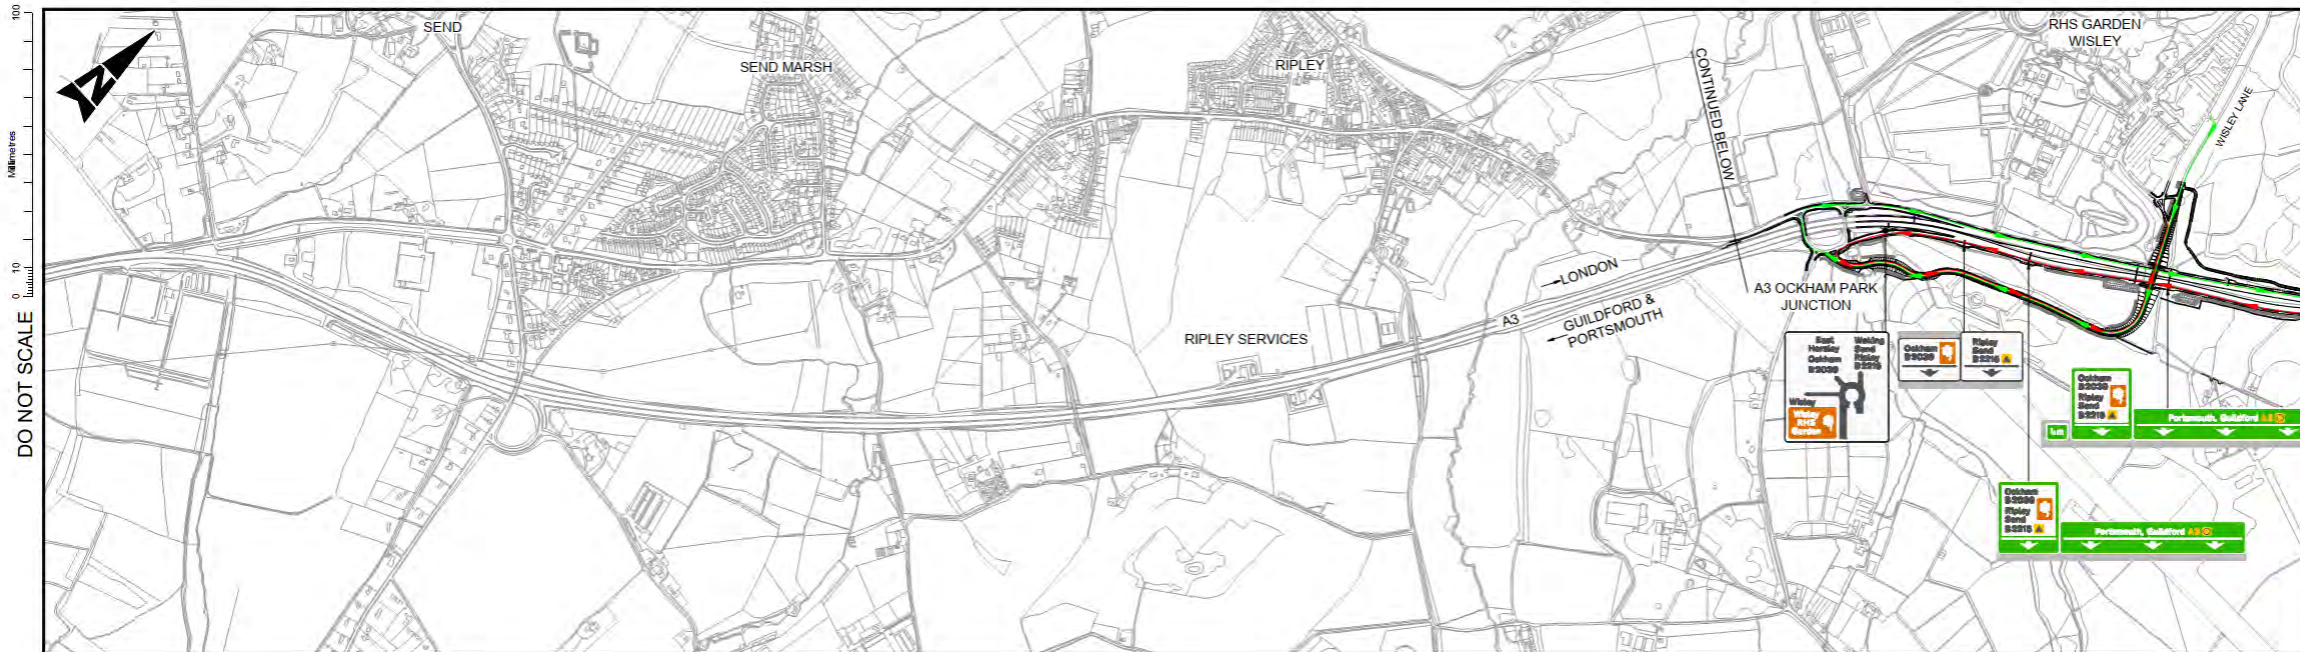 100
Millimetres
10
0
DO NOT SCALE
N
SEND
SEND MARSH
RIPLEY
CONTINUED BELOW
RHS GARDEN
WISLEY
WISLEY LANE
LONDON
GUILDFORD &
PORTSMOUTH
A3
RIPLEY SERVICES
A3 OCKHAM PARK
JUNCTION
East
Horsley
Ockham
B2039
Woking
Send
Ripley
B2215
Wisley
Wisley
RHS
Garden
Ockham
B2039
Ripley
Send
B2215
Ockham
B2039
Ripley
Send
B2215
Portsmouth, Guildford A3
Ockham
B2039
Ripley
Send
B2215
Portsmouth, Guildford A3